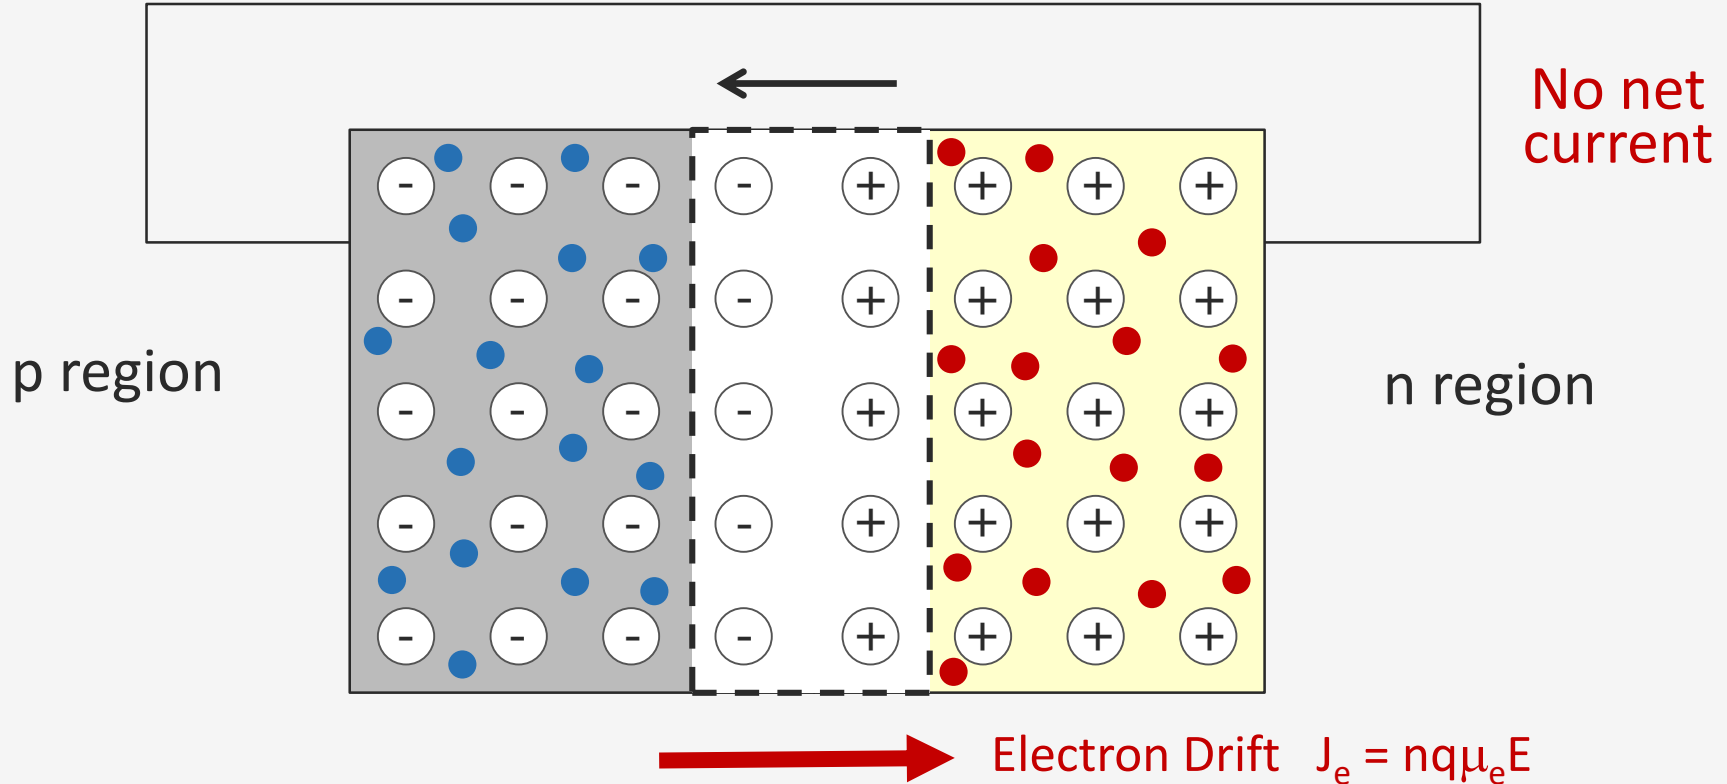 No net
current
- - - - + + + +
- - - - + + + +
p region
n region
- - - - + + + +
- - - - + + + +
- - - - + + + +
Electron Drift Jₑ = nqμₑE